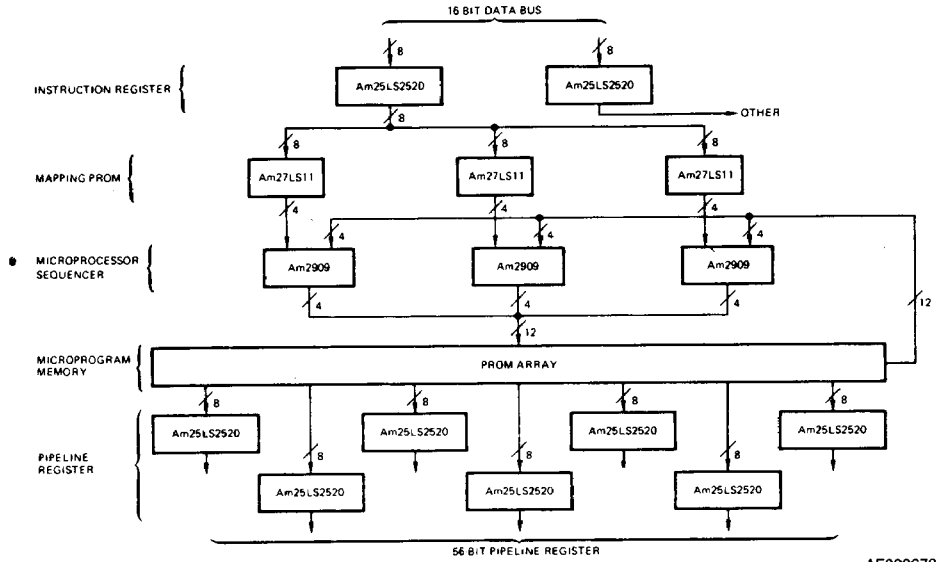 16 BIT DATA BUS
8
8
INSTRUCTION REGISTER
Am25LS2520
Am25LS2520
8
OTHER
8
8
8
MAPPING PROM
Am27LS11
Am27LS11
Am27LS11
4
4
4
4
4
4
MICROPROCESSOR
SEQUENCER
Am2909
Am2909
Am2909
4
4
4
12
12
MICROPROGRAM
MEMORY
PROM ARRAY
8
8
8
8
Am25LS2520
Am25LS2520
Am25LS2520
Am25LS2520
PIPELINE
REGISTER
8
8
8
Am25LS2520
Am25LS2520
Am25LS2520
56 BIT PIPELINE REGISTER